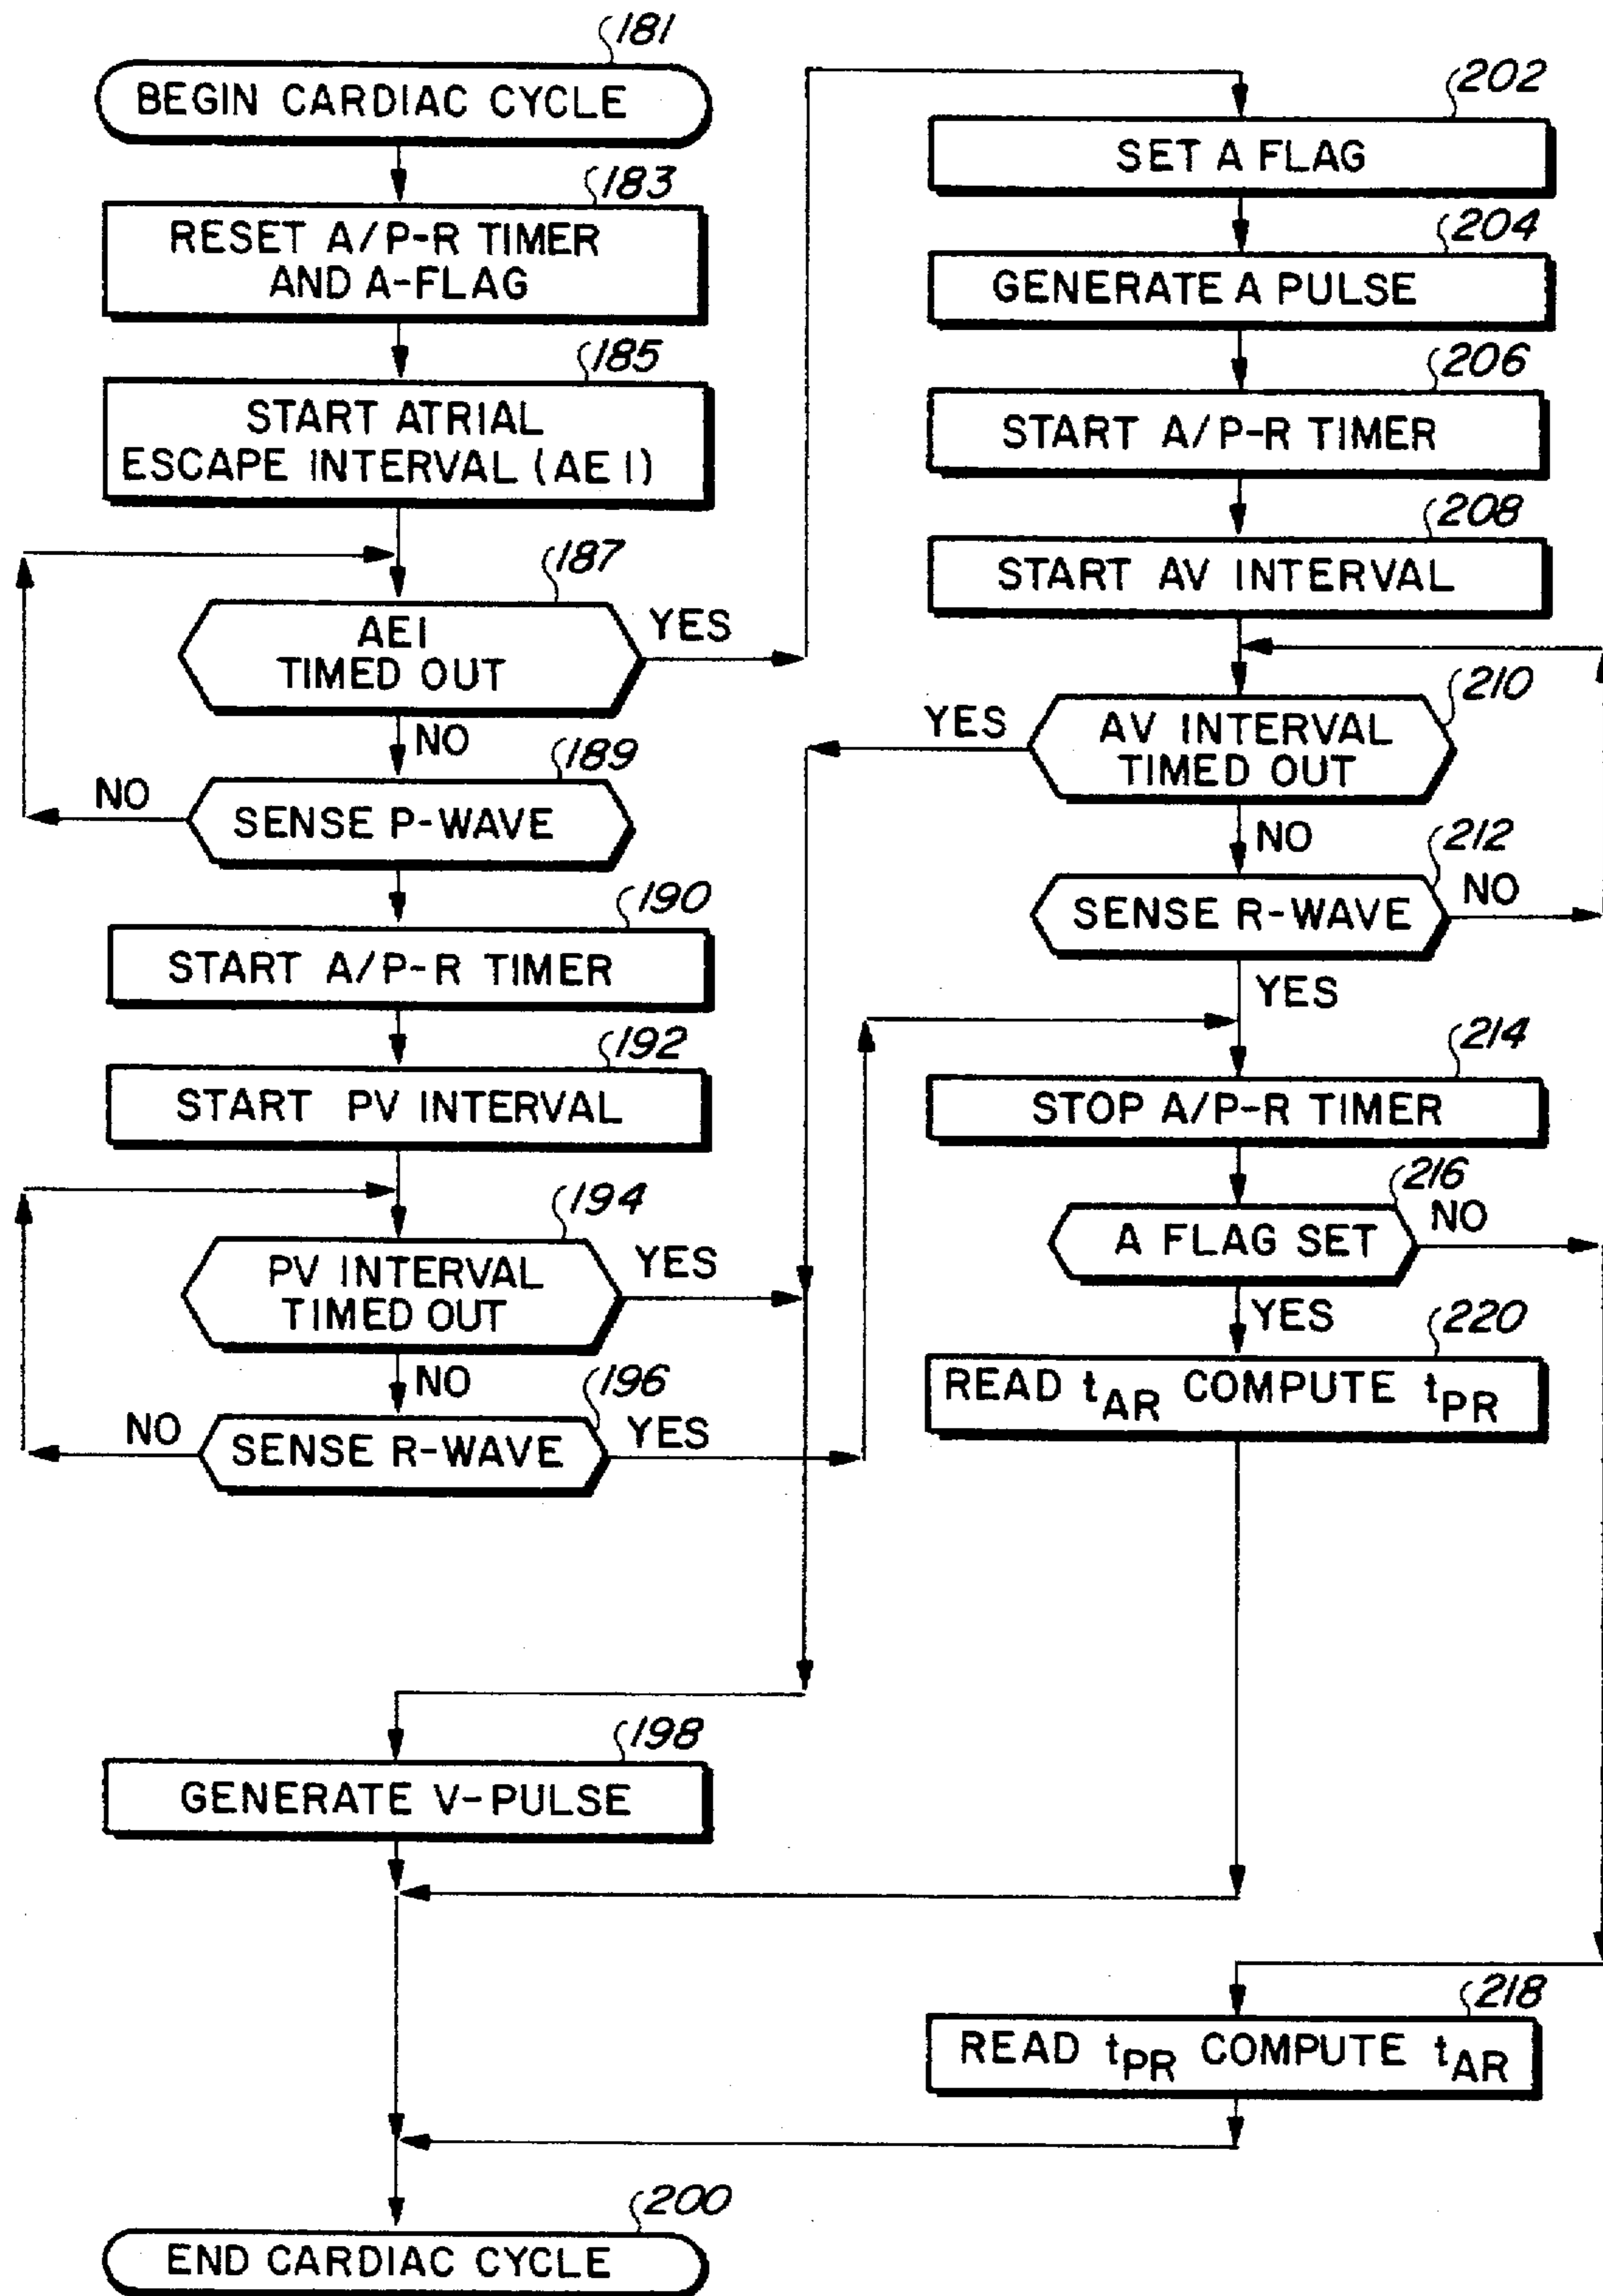 181
BEGIN CARDIAC CYCLE
183
RESET A/P-R TIMER
AND A-FLAG
185
START ATRIAL
ESCAPE INTERVAL (AEI)
187
AEI
TIMED OUT
YES
NO
189
SENSE P-WAVE
NO
190
START A/P-R TIMER
192
START PV INTERVAL
194
PV INTERVAL
TIMED OUT
YES
NO
196
SENSE R-WAVE
NO
YES
198
GENERATE V-PULSE
200
END CARDIAC CYCLE
202
SET A FLAG
204
GENERATE A PULSE
206
START A/P-R TIMER
208
START AV INTERVAL
210
AV INTERVAL
TIMED OUT
YES
NO
212
SENSE R-WAVE
NO
YES
214
STOP A/P-R TIMER
216
A FLAG SET
NO
YES
220
READ tAR COMPUTE tPR
218
READ tPR COMPUTE tAR